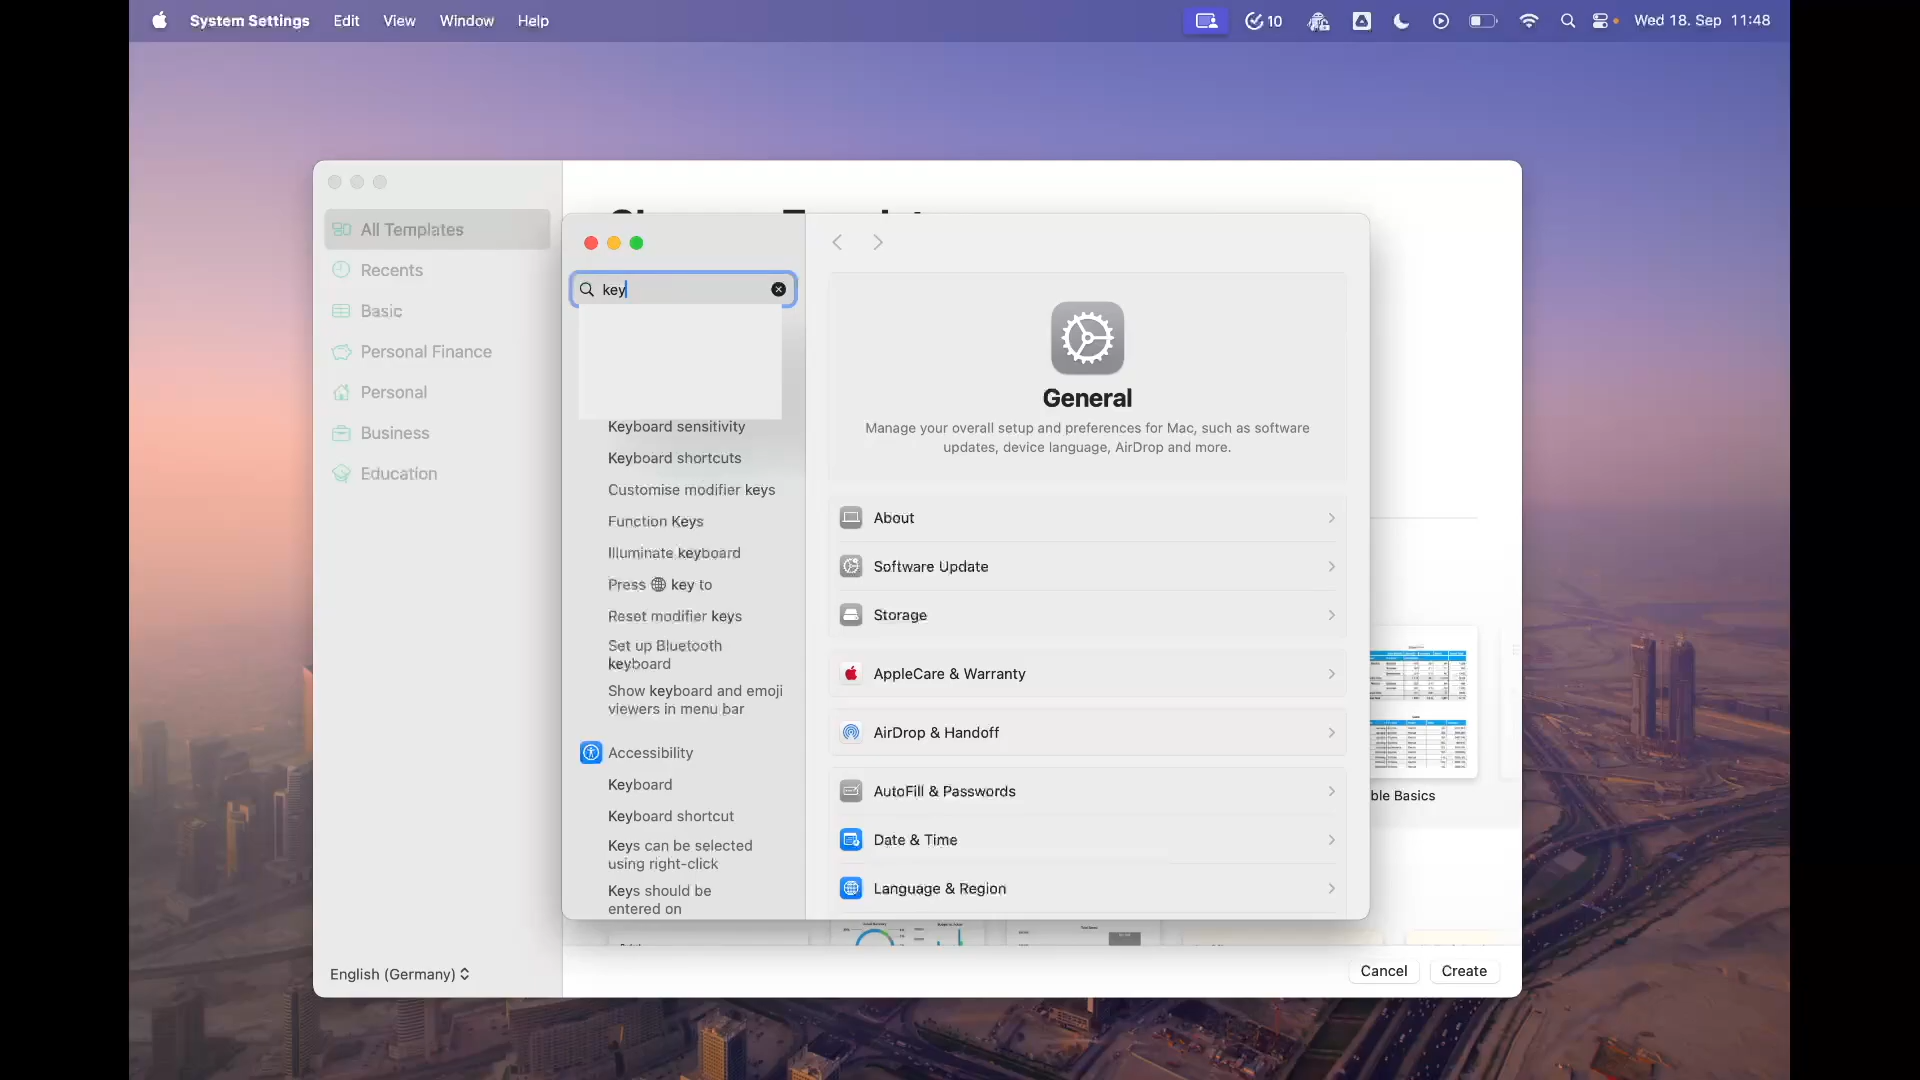 System Settings Edit View Window Help
10
Wed 18. Sep 11:48
All Templates
Recents
Basic
Personal Finance
Personal
Business
Education
English (Germany)
key
Keyboard sensitivity
Keyboard shortcuts
Customise modifier keys
Function Keys
Illuminate keyboard
Press key to
Reset modifier keys
Set up Bluetooth
keyboard
Show keyboard and emoji
viewers in menu bar
Accessibility
Keyboard
Keyboard shortcut
Keys can be selected
using right-click
Keys should be
entered on
General
Manage your overall setup and preferences for Mac, such as software
updates, device language, AirDrop and more.
About
Software Update
Storage
AppleCare & Warranty
AirDrop & Handoff
AutoFill & Passwords
Date & Time
Language & Region
ble Basics
Cancel
Create